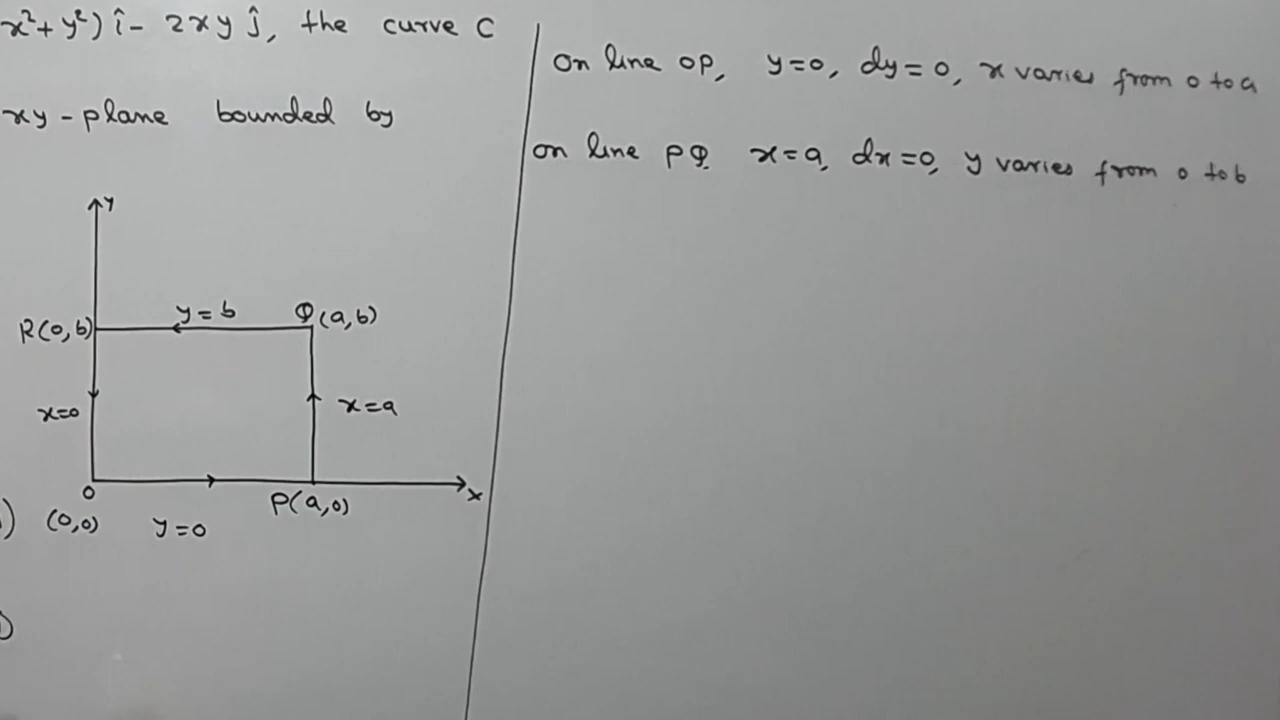 x²+y²) î - 2xy ĵ, the curve C
xy-plane bounded by
Y
R(0,b)
y=b
Q(a,b)
x=0
x=a
O
P(a,0)
x
)
(0,0)
y=0
)
on line OP, y=0, dy=0, x varies from 0 to a
on line PQ, x=a, dx=0, y varies from 0 to b